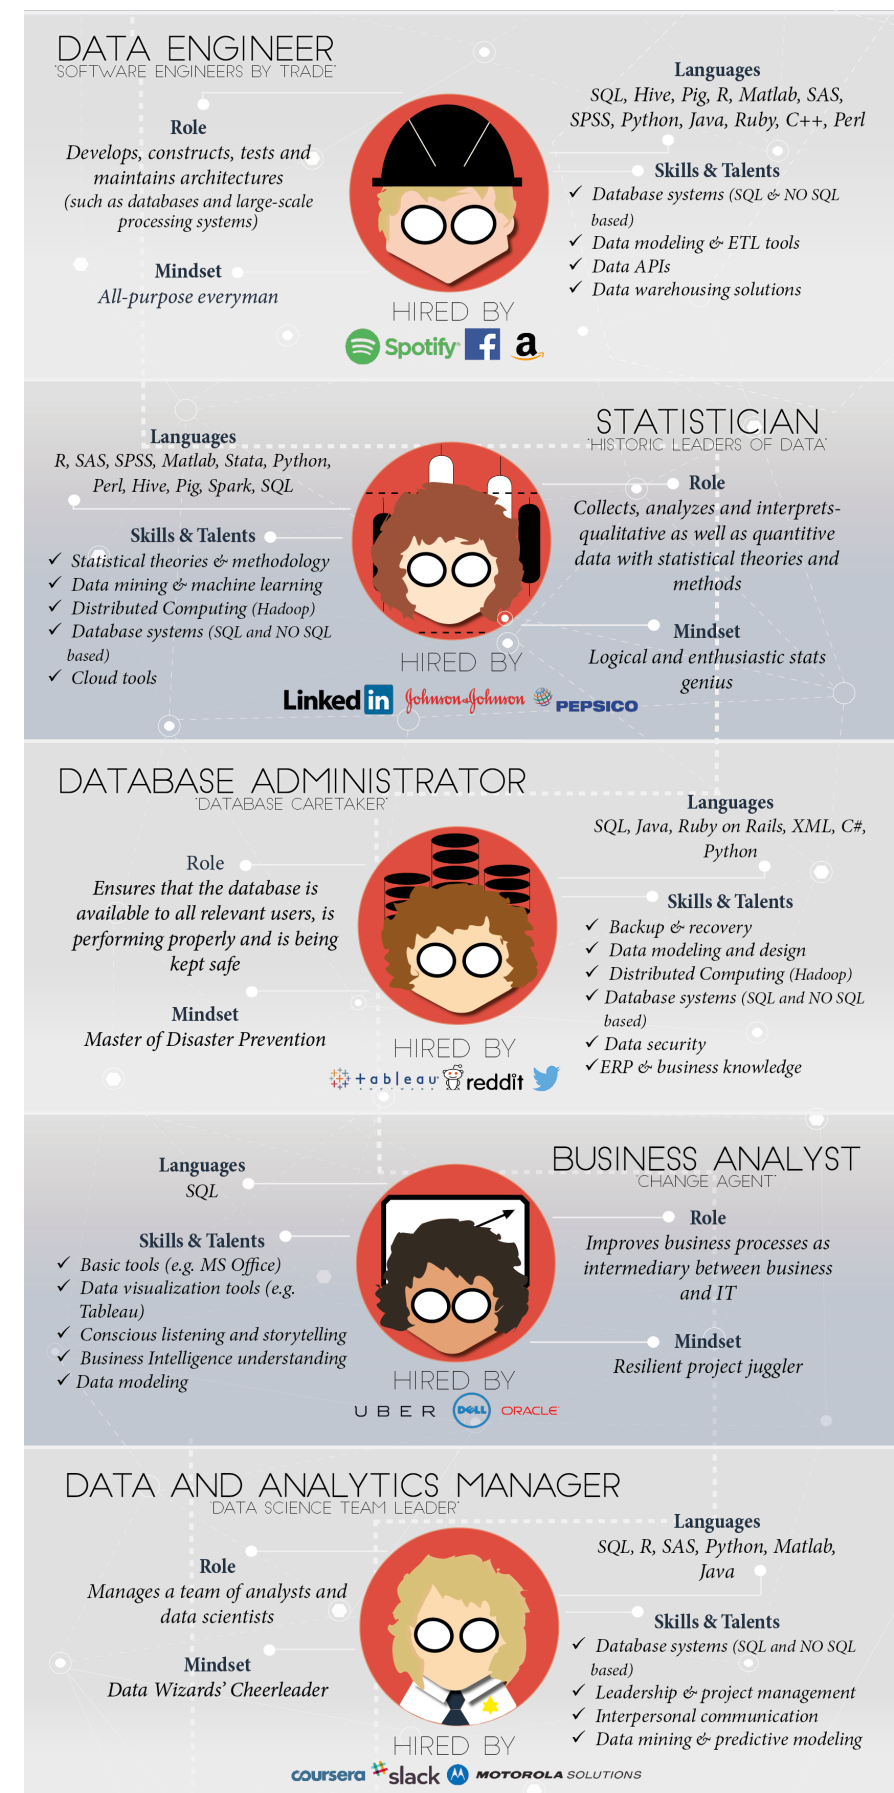 DATA ENGINEER
'SOFTWARE ENGINEERS BY TRADE'
Role
Develops, constructs, tests and
maintains architectures
(such as databases and large-scale
processing systems)
Mindset
All-purpose everyman
Languages
SQL, Hive, Pig, R, Matlab, SAS,
SPSS, Python, Java, Ruby, C++, Perl
Skills & Talents
✓ Database systems (SQL & NO SQL
based)
✓ Data modeling & ETL tools
✓ Data APIs
✓ Data warehousing solutions
HIRED BY
Spotify f a
STATISTICIAN
'HISTORIC LEADERS OF DATA'
Languages
R, SAS, SPSS, Matlab, Stata, Python,
Perl, Hive, Pig, Spark, SQL
Skills & Talents
✓ Statistical theories & methodology
✓ Data mining & machine learning
✓ Distributed Computing (Hadoop)
✓ Database systems (SQL and NO SQL
based)
✓ Cloud tools
Role
Collects, analyzes and interprets-
qualitative as well as quantitive
data with statistical theories and
methods
Mindset
Logical and enthusiastic stats
genius
HIRED BY
Linked in Johnson & Johnson PEPSICO
DATABASE ADMINISTRATOR
'DATABASE CARETAKER'
Role
Ensures that the database is
available to all relevant users, is
performing properly and is being
kept safe
Mindset
Master of Disaster Prevention
Languages
SQL, Java, Ruby on Rails, XML, C#,
Python
Skills & Talents
✓ Backup & recovery
✓ Data modeling and design
✓ Distributed Computing (Hadoop)
✓ Database systems (SQL and NO SQL
based)
✓ Data security
✓ ERP & business knowledge
HIRED BY
tableau reddit
BUSINESS ANALYST
'CHANGE AGENT'
Languages
SQL
Skills & Talents
✓ Basic tools (e.g. MS Office)
✓ Data visualization tools (e.g.
Tableau)
✓ Conscious listening and storytelling
✓ Business Intelligence understanding
✓ Data modeling
Role
Improves business processes as
intermediary between business
and IT
Mindset
Resilient project juggler
HIRED BY
UBER DELL ORACLE
DATA AND ANALYTICS MANAGER
'DATA SCIENCE TEAM LEADER'
Role
Manages a team of analysts and
data scientists
Mindset
Data Wizards' Cheerleader
Languages
SQL, R, SAS, Python, Matlab,
Java
Skills & Talents
✓ Database systems (SQL and NO SQL
based)
✓ Leadership & project management
✓ Interpersonal communication
✓ Data mining & predictive modeling
HIRED BY
coursera slack MOTOROLA SOLUTIONS